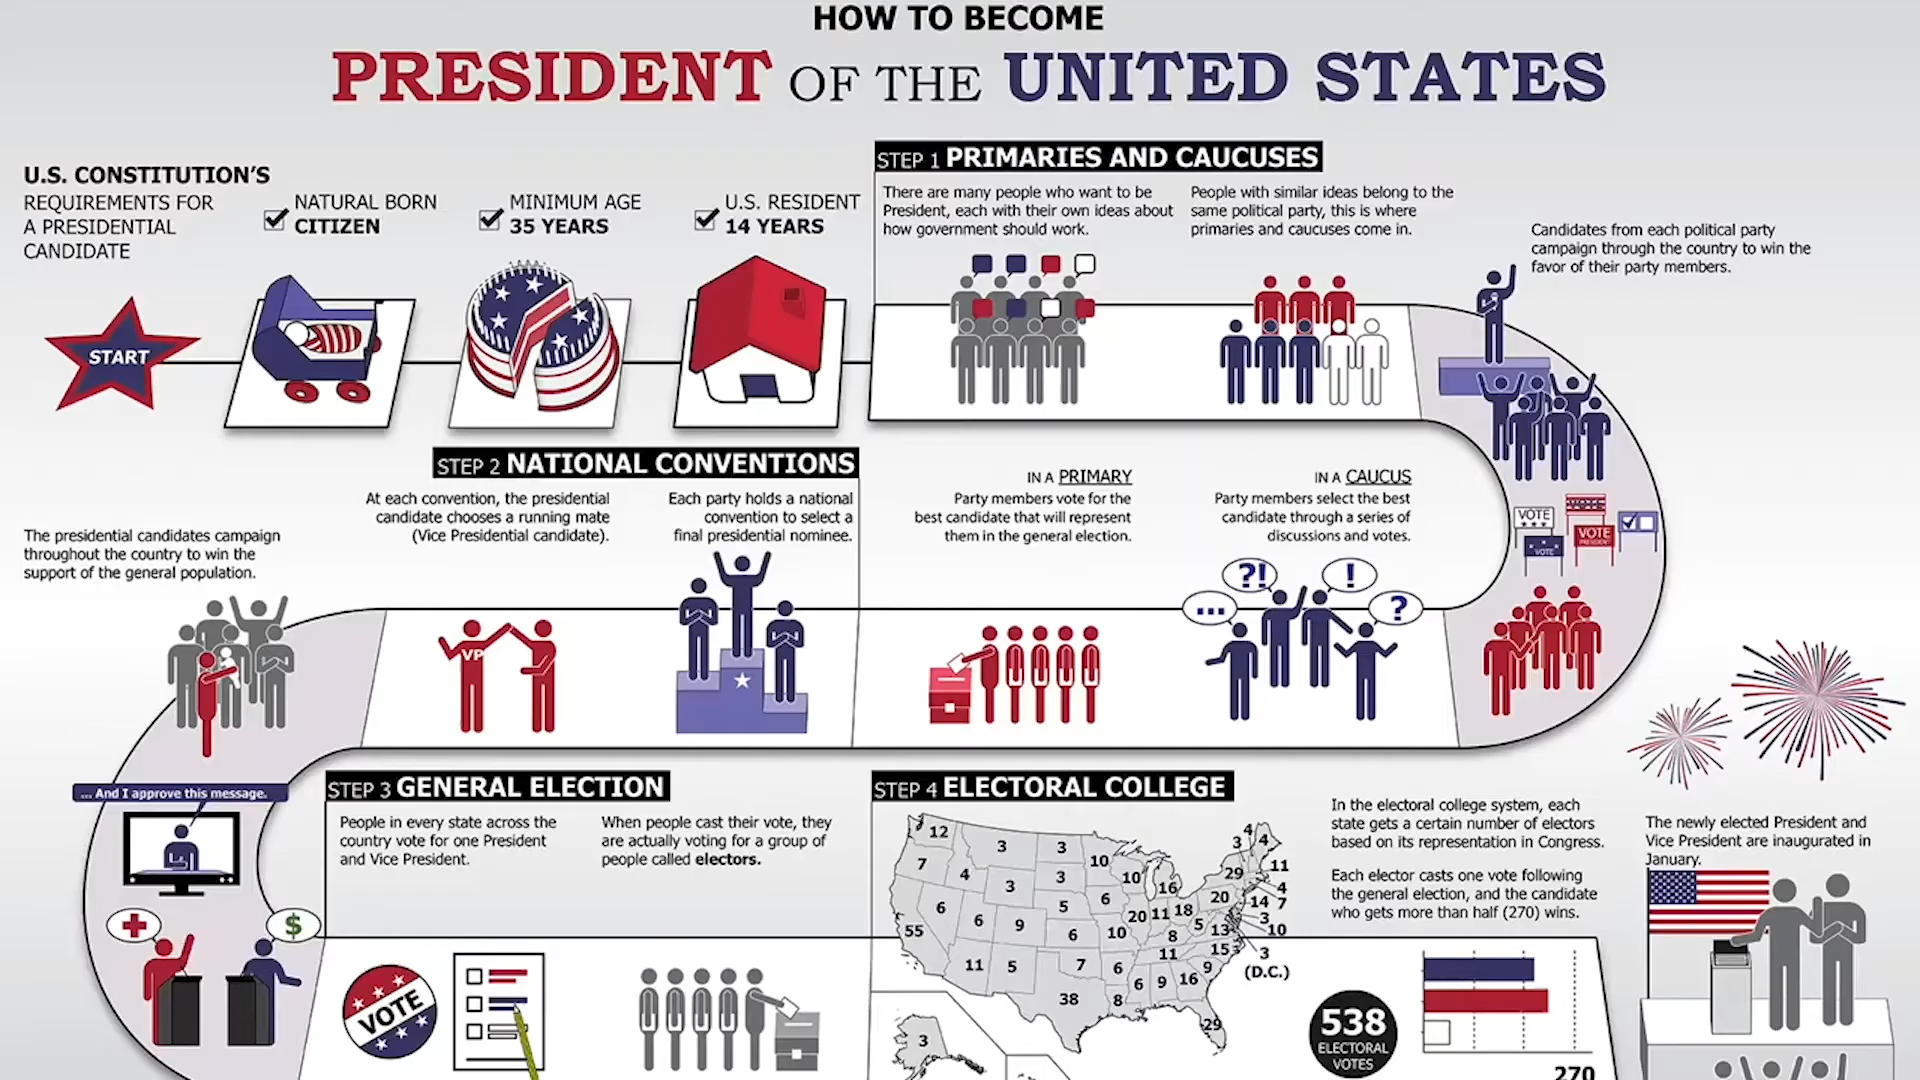 HOW TO BECOME
PRESIDENT OF THE UNITED STATES
U.S. CONSTITUTION'S
REQUIREMENTS FOR
A PRESIDENTIAL
CANDIDATE
START
NATURAL BORN
CITIZEN
MINIMUM AGE
35 YEARS
U.S. RESIDENT
14 YEARS
STEP 1 PRIMARIES AND CAUCUSES
There are many people who want to be
President, each with their own ideas about
how government should work.
People with similar ideas belong to the
same political party, this is where
primaries and caucuses come in.
Candidates from each political party
campaign through the country to win the
favor of their party members.
VOTE
VOTE
VOTE
PRESIDENT
VOTE
IN A CAUCUS
Party members select the best
candidate through a series of
discussions and votes.
?!
!
...
?
IN A PRIMARY
Party members vote for the
best candidate that will represent
them in the general election.
STEP 2 NATIONAL CONVENTIONS
Each party holds a national
convention to select a
final presidential nominee.
At each convention, the presidential
candidate chooses a running mate
(Vice Presidential candidate).
VP
The presidential candidates campaign
throughout the country to win the
support of the general population.
... And I approve this message.
$
STEP 3 GENERAL ELECTION
People in every state across the
country vote for one President
and Vice President.
When people cast their vote, they
are actually voting for a group of
people called electors.
VOTE
STEP 4 ELECTORAL COLLEGE
12
3
3
10
4
4
3
7
4
3
3
10
16
29
11
4
6
6
9
5
6
20
11
18
20
14
7
3
55
6
10
8
5
13
10
11
5
7
6
11
15
3
(D.C.)
38
8
6
9
16
9
29
3
In the electoral college system, each
state gets a certain number of electors
based on its representation in Congress.
Each elector casts one vote following
the general election, and the candidate
who gets more than half (270) wins.
538
ELECTORAL
VOTES
270
The newly elected President and
Vice President are inaugurated in
January.